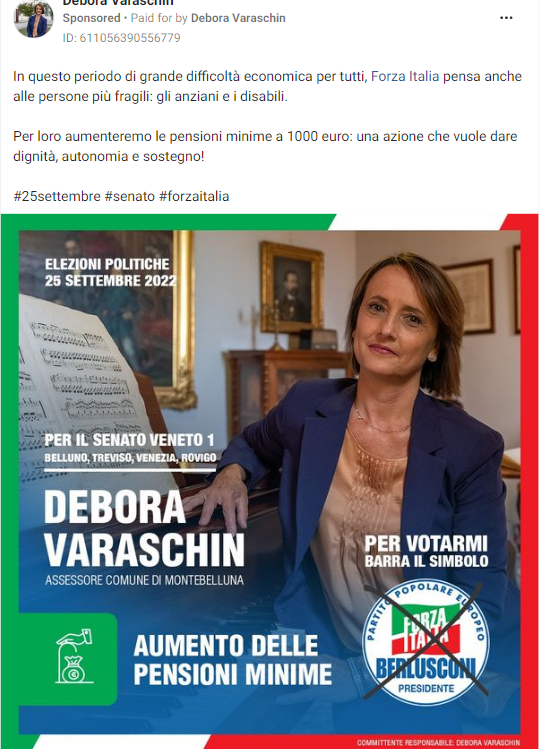 Debora Varaschin
Sponsored • Paid for by Debora Varaschin
ID: 611056390556779
In questo periodo di grande difficoltà economica per tutti, Forza Italia pensa anche
alle persone più fragili: gli anziani e i disabili.
Per loro aumenteremo le pensioni minime a 1000 euro: una azione che vuole dare
dignità, autonomia e sostegno!
#25settembre #senato #forzaitalia
ELEZIONI POLITICHE
25 SETTEMBRE 2022
PER IL SENATO VENETO 1
BELLUNO, TREVISO, VENEZIA, ROVIGO
DEBORA
VARASCHIN
ASSESSORE COMUNE DI MONTEBELLUNA
PER VOTARMI
BARRA IL SIMBOLO
PARTITO POPOLARE EUROPEO
FORZA
ITALIA
BERLUSCONI
PRESIDENTE
AUMENTO DELLE
PENSIONI MINIME
COMMITTENTE RESPONSABILE: DEBORA VARASCHIN